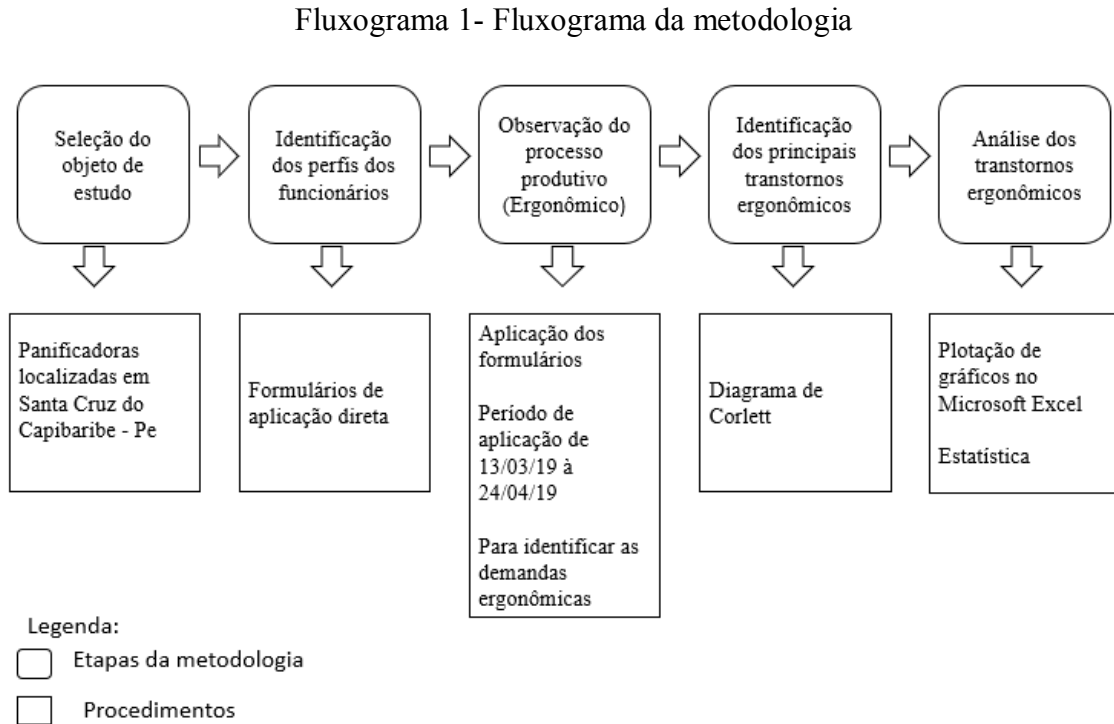 Fluxograma 1- Fluxograma da metodologia
Seleção do
objeto de
estudo
Identificação
dos perfis dos
funcionários
Observação do
processo
produtivo
(Ergonômico)
Identificação
dos principais
transtornos
ergonômicos
Análise dos
transtornos
ergonômicos
Panificadoras
localizadas em
Santa Cruz do
Capibaribe - Pe
Formulários de
aplicação direta
Aplicação dos
formulários
Período de
aplicação de
13/03/19 à
24/04/19
Para identificar as
demandas
ergonômicas
Diagrama de
Corlett
Plotação de
gráficos no
Microsoft Excel
Estatística
Legenda:
Etapas da metodologia
Procedimentos